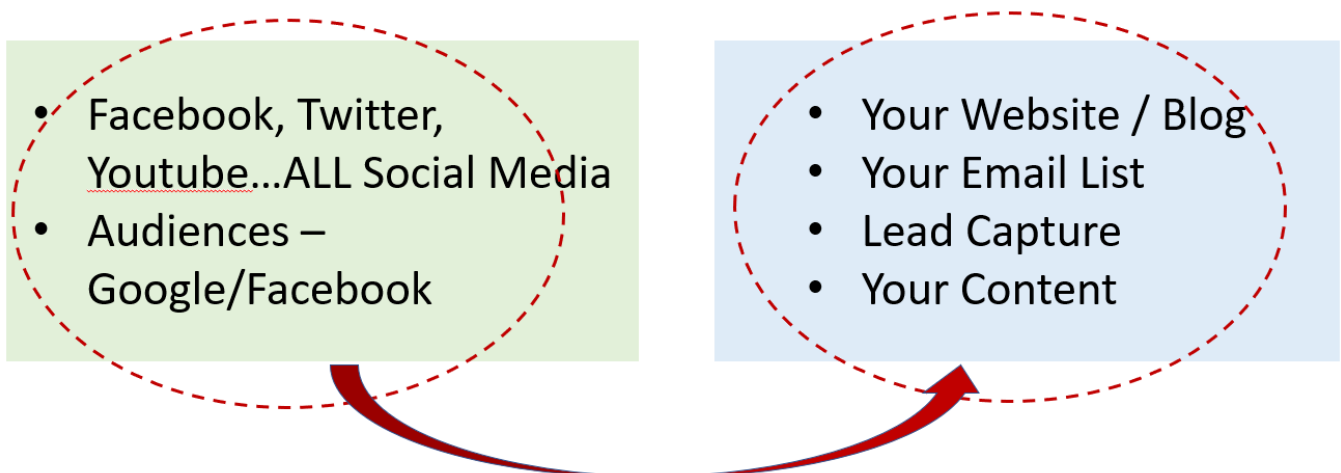 • Facebook, Twitter,
Youtube...ALL Social Media
• Audiences –
Google/Facebook
• Your Website / Blog
• Your Email List
• Lead Capture
• Your Content